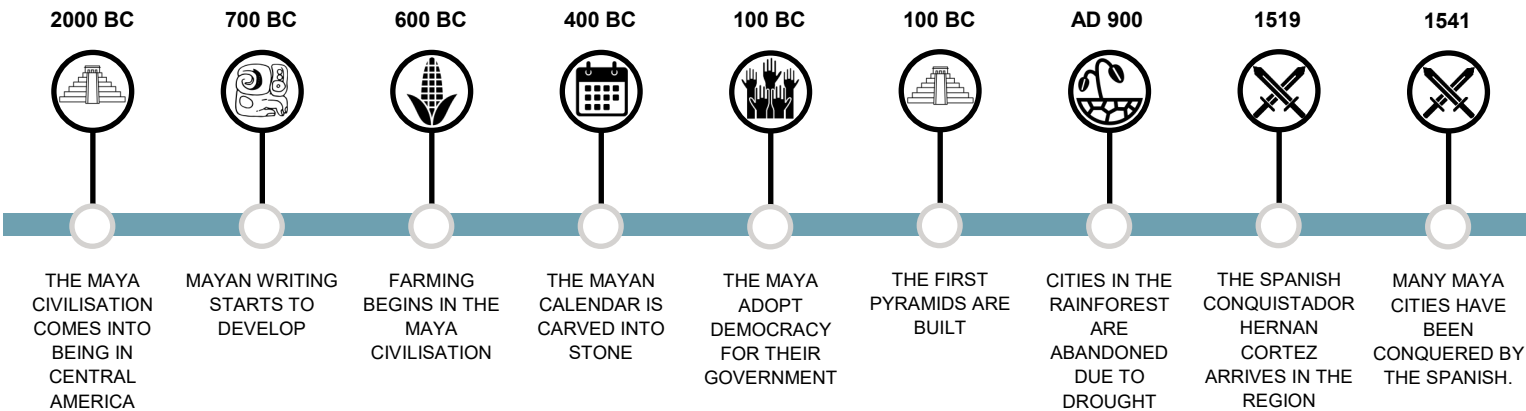 2000 BC
700 BC
600 BC
400 BC
100 BC
100 BC
AD 900
1519
1541
THE MAYA
CIVILISATION
COMES INTO
BEING IN
CENTRAL
AMERICA
MAYAN WRITING
STARTS TO
DEVELOP
FARMING
BEGINS IN THE
MAYA
CIVILISATION
THE MAYAN
CALENDAR IS
CARVED INTO
STONE
THE MAYA
ADOPT
DEMOCRACY
FOR THEIR
GOVERNMENT
THE FIRST
PYRAMIDS ARE
BUILT
CITIES IN THE
RAINFOREST
ARE
ABANDONED
DUE TO
DROUGHT
THE SPANISH
CONQUISTADOR
HERNAN
CORTEZ
ARRIVES IN THE
REGION
MANY MAYA
CITIES HAVE
BEEN
CONQUERED BY
THE SPANISH.